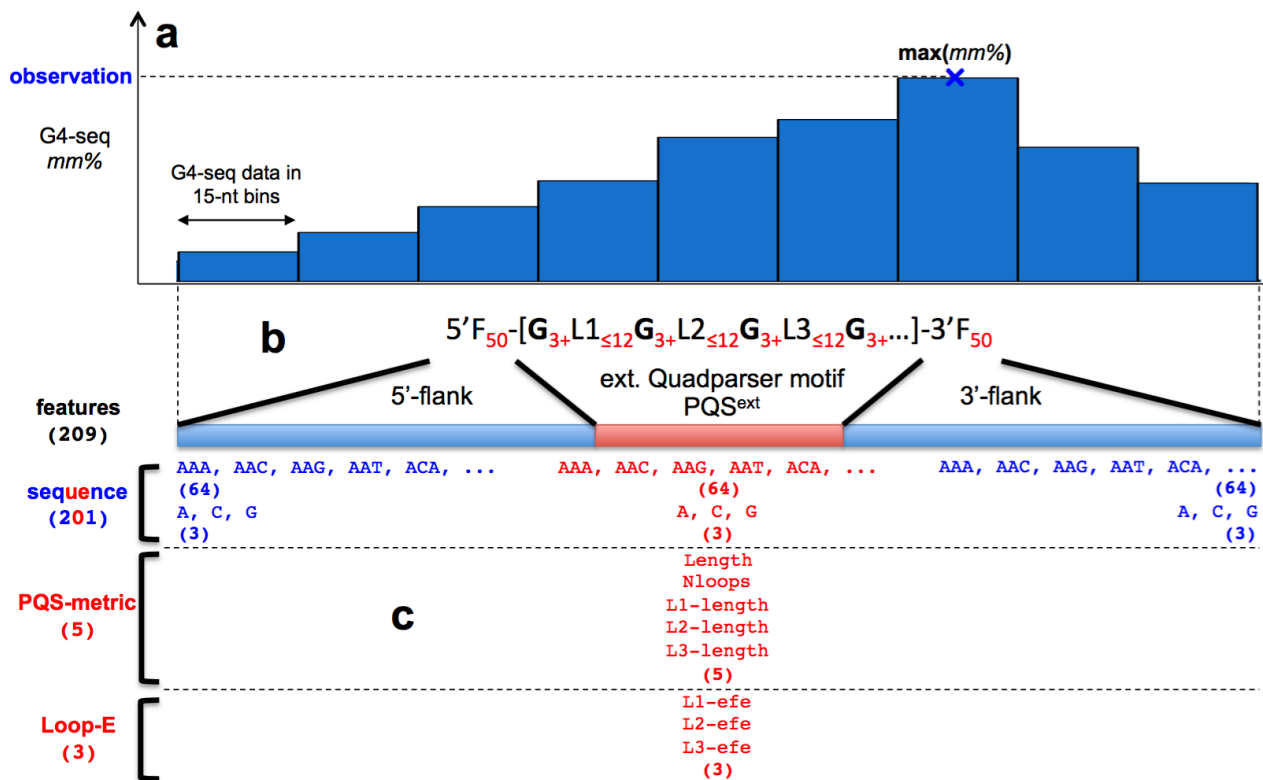 a
max(mm%)
observation
G4-seq
mm%
G4-seq data in
15-nt bins
b
5’F50-[G3+L1≤12G3+L2≤12G3+L3≤12G3+...]-3’F50
5’-flank
ext. Quadparser motif
PQSext
3’-flank
features
(209)
AAA, AAC, AAG, AAT, ACA, ... AAA, AAC, AAG, AAT, ACA, ... AAA, AAC, AAG, AAT, ACA, ...
sequence
(201)
(64) (64) (64)
A, C, G A, C, G A, C, G
(3) (3) (3)
PQS-metric
(5)
c
Length
Nloops
L1-length
L2-length
L3-length
(5)
Loop-E
(3)
L1-efe
L2-efe
L3-efe
(3)